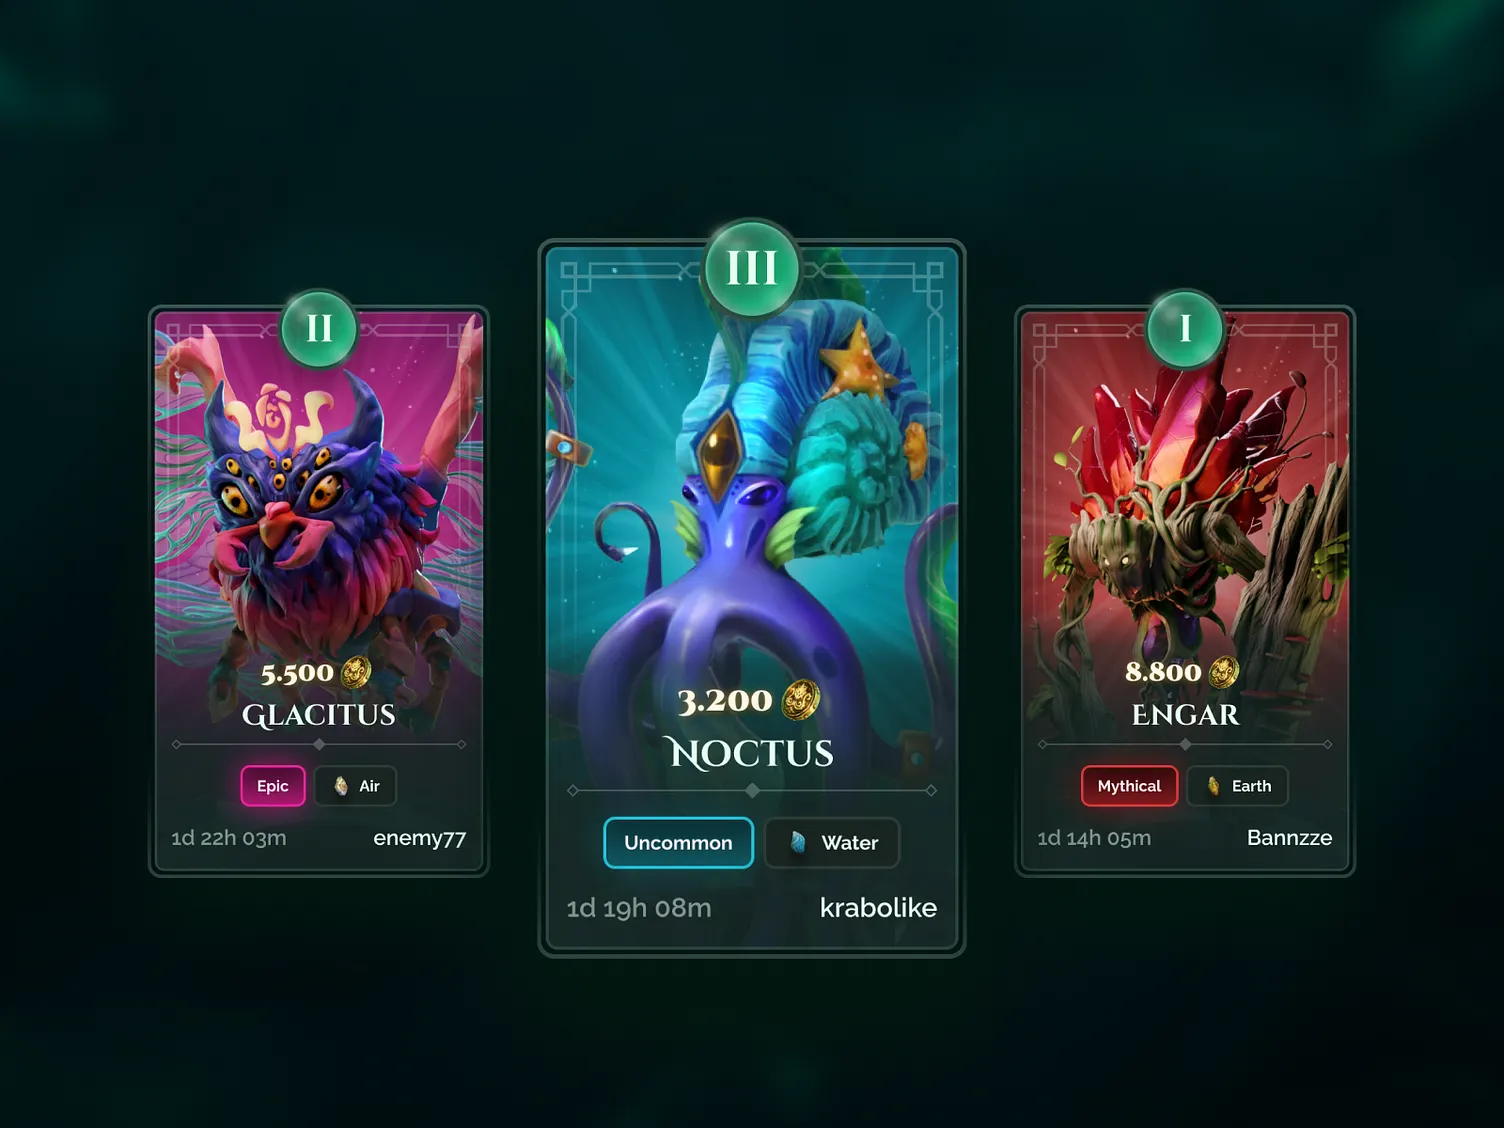 II
5.500
Glacitus
Epic
Air
1d 22h 03m
enemy77
III
3.200
Noctus
Uncommon
Water
1d 19h 08m
krabolike
I
8.800
Engar
Mythical
Earth
1d 14h 05m
Bannzze